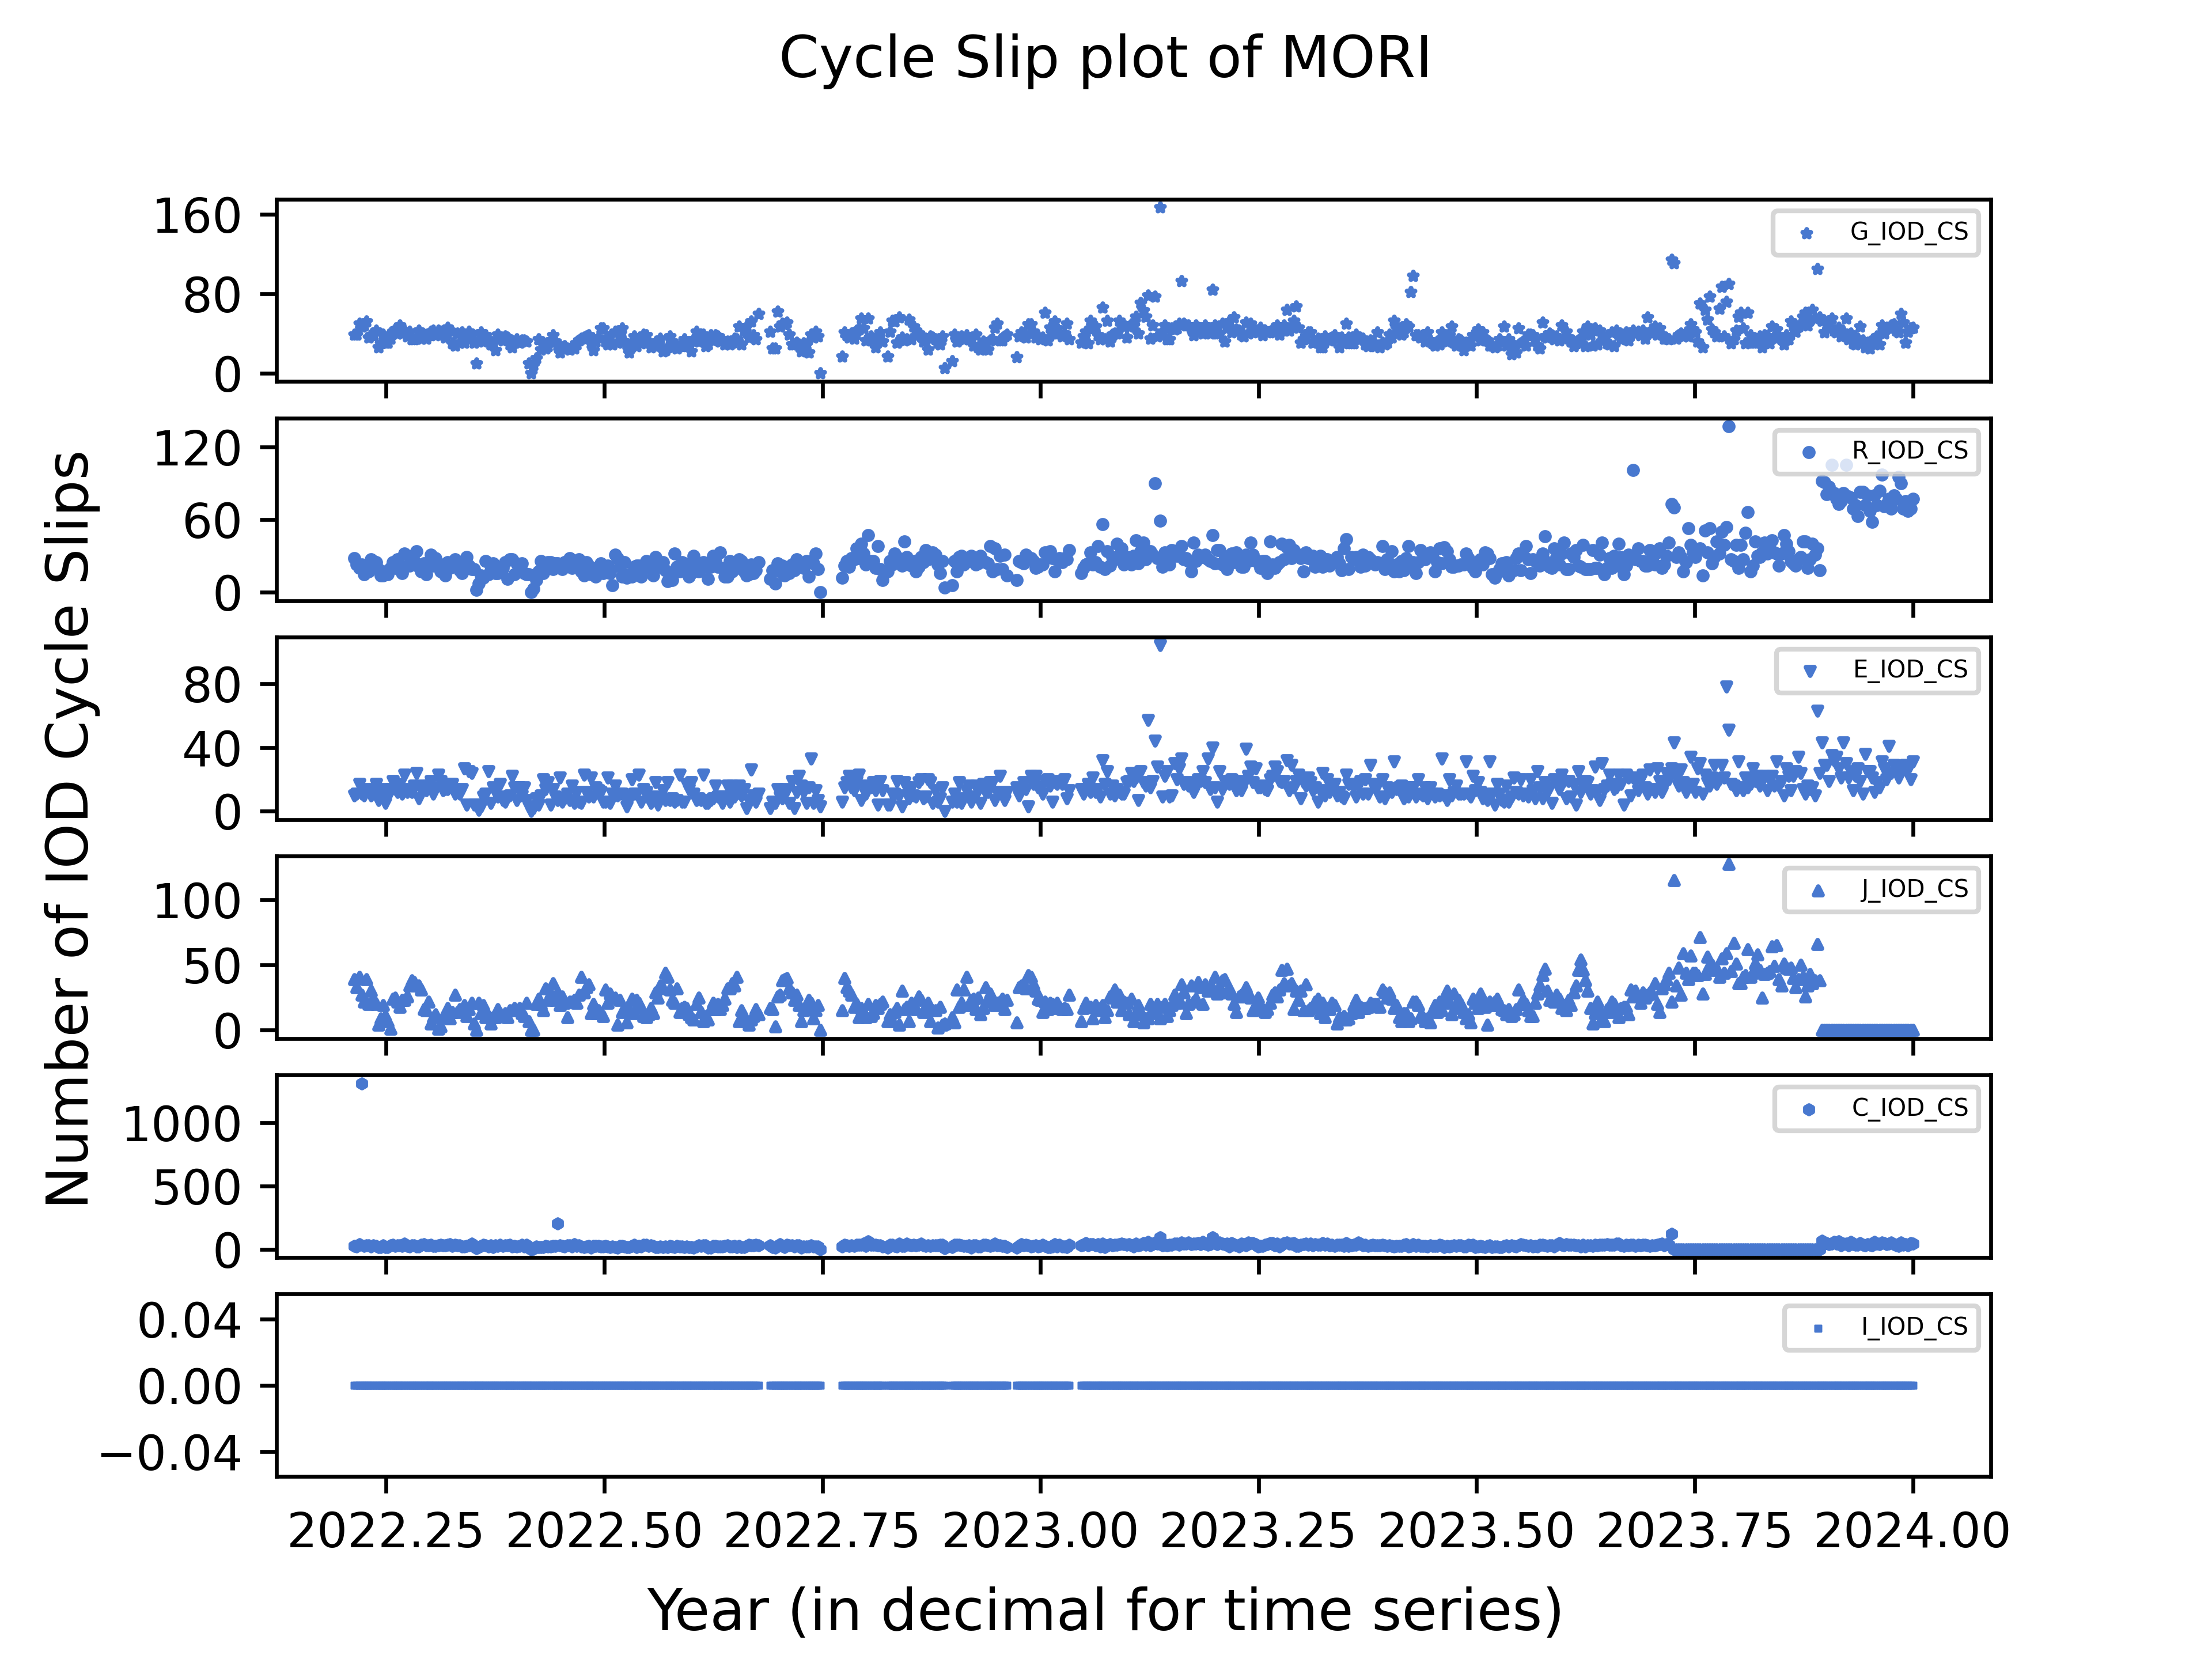 Cycle Slip plot of MORI
Number of IOD Cycle Slips
160
80
0
G_IOD_CS
120
60
0
R_IOD_CS
80
40
0
E_IOD_CS
100
50
0
J_IOD_CS
1000
500
0
C_IOD_CS
0.04
0.00
−0.04
I_IOD_CS
2022.25 2022.50 2022.75 2023.00 2023.25 2023.50 2023.75 2024.00
Year (in decimal for time series)